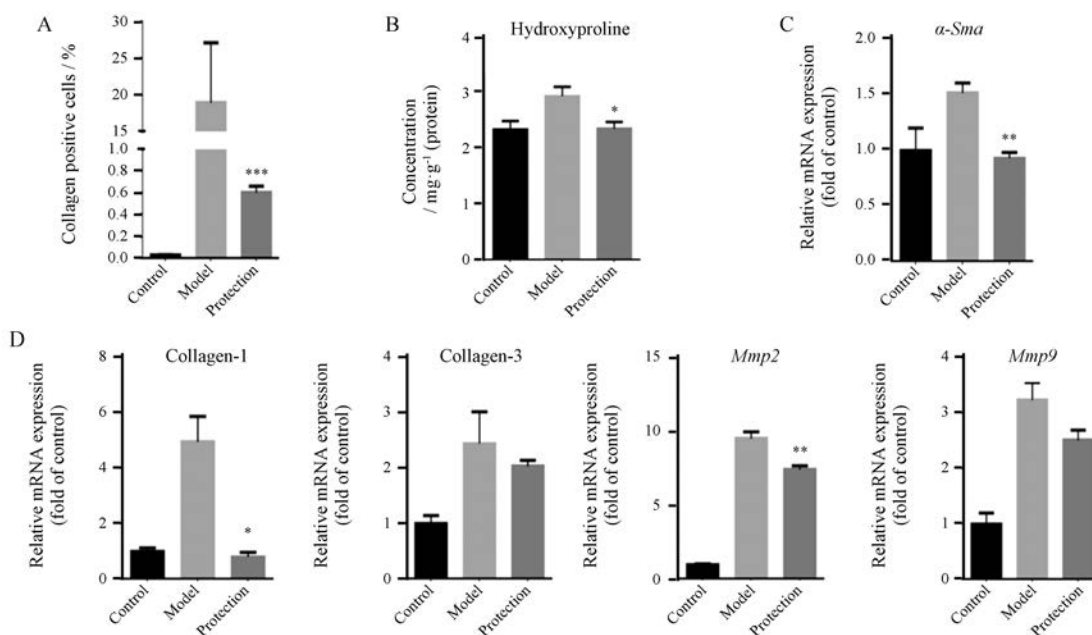 A
Collagen positive cells / %
30
25
20
15
1.0
0.8
0.6
0.4
0.2
0.0
***
Control
Model
Protection
B
Hydroxyproline
Concentration
/ mg·g⁻¹ (protein)
4
3
2
1
0
*
Control
Model
Protection
C
α-Sma
Relative mRNA expression
(fold of control)
2.0
1.5
1.0
0.5
0.0
**
Control
Model
Protection
D
Collagen-1
Relative mRNA expression
(fold of control)
8
6
4
2
0
*
Control
Model
Protection
Collagen-3
Relative mRNA expression
(fold of control)
4
3
2
1
0
Control
Model
Protection
Mmp2
Relative mRNA expression
(fold of control)
15
10
5
0
**
Control
Model
Protection
Mmp9
Relative mRNA expression
(fold of control)
4
3
2
1
0
Control
Model
Protection